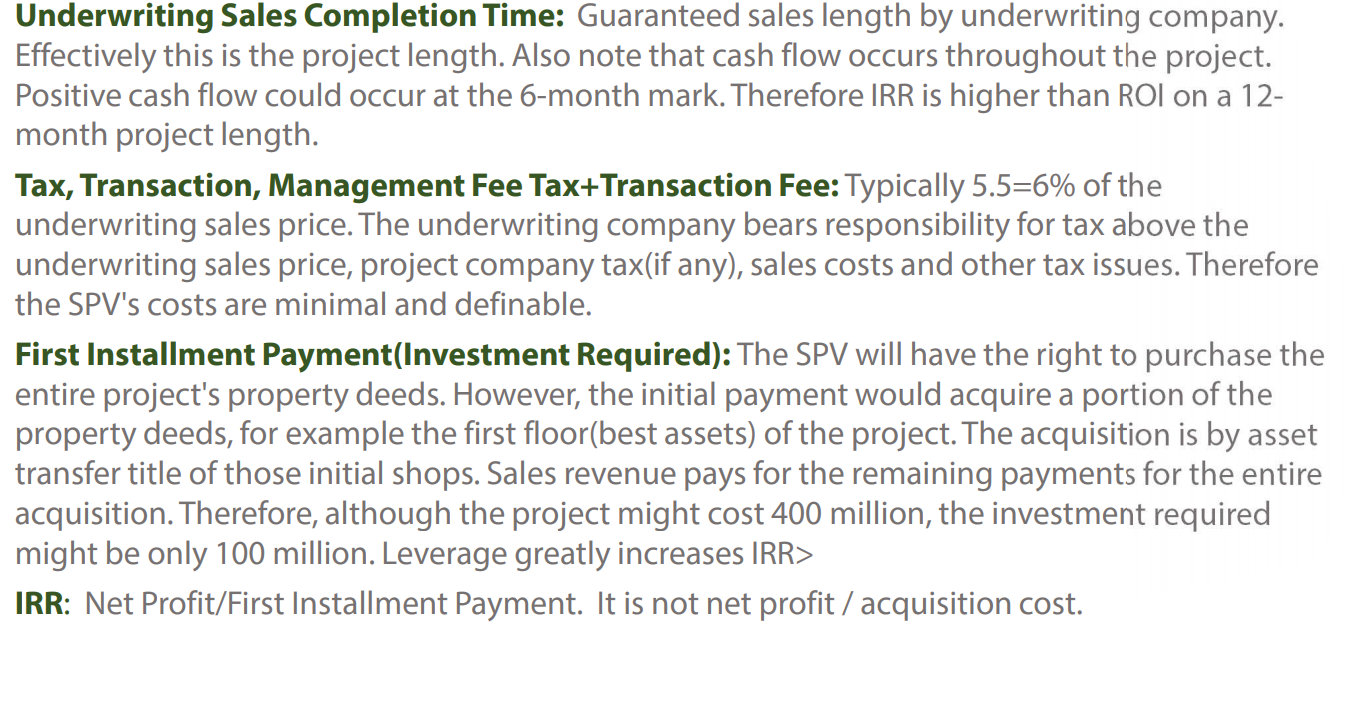 Underwriting Sales Completion Time: Guaranteed sales length by underwriting company.
Effectively this is the project length. Also note that cash flow occurs throughout the project.
Positive cash flow could occur at the 6-month mark. Therefore IRR is higher than ROI on a 12-
month project length.
Tax, Transaction, Management Fee Tax+Transaction Fee: Typically 5.5=6% of the
underwriting sales price. The underwriting company bears responsibility for tax above the
underwriting sales price, project company tax(if any), sales costs and other tax issues. Therefore
the SPV's costs are minimal and definable.
First Installment Payment(Investment Required): The SPV will have the right to purchase the
entire project's property deeds. However, the initial payment would acquire a portion of the
property deeds, for example the first floor(best assets) of the project. The acquisition is by asset
transfer title of those initial shops. Sales revenue pays for the remaining payments for the entire
acquisition. Therefore, although the project might cost 400 million, the investment required
might be only 100 million. Leverage greatly increases IRR>
IRR: Net Profit/First Installment Payment. It is not net profit / acquisition cost.